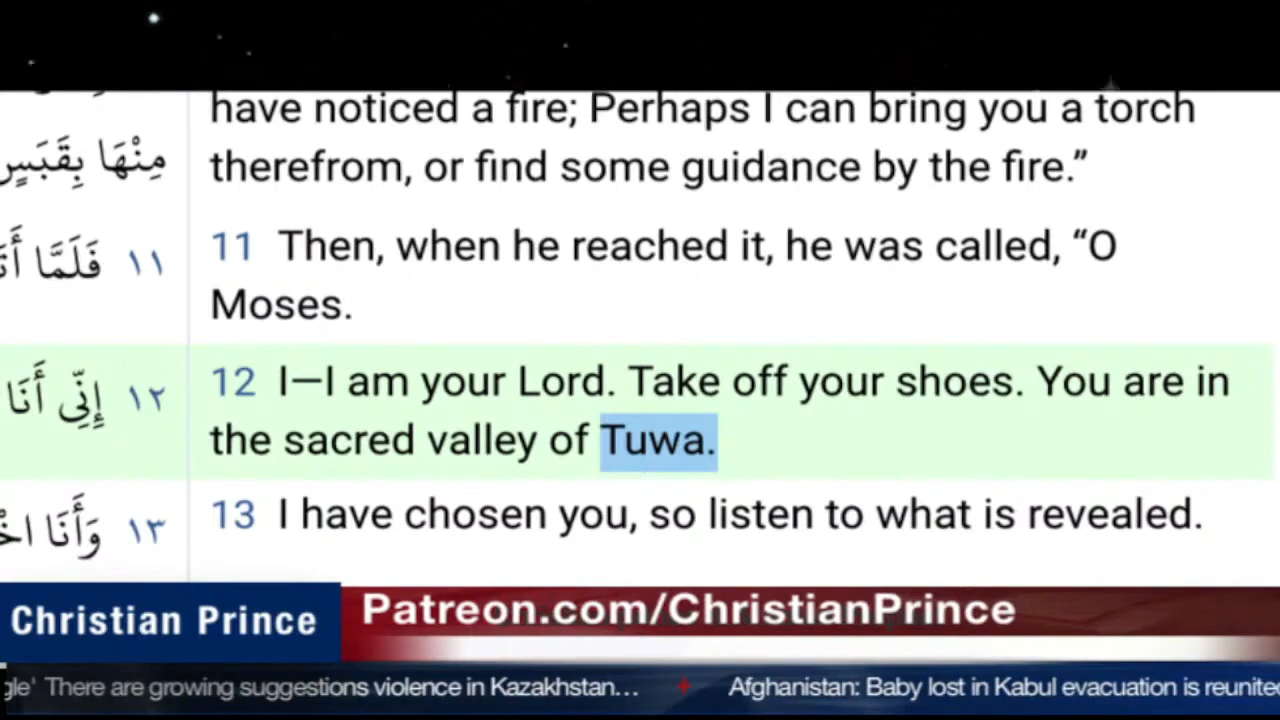 have noticed a fire; Perhaps I can bring you a torch
مِنْهَا بِقَبَسٍ
therefrom, or find some guidance by the fire.”
١١ فَلَمَّا
11 Then, when he reached it, he was called, “O
Moses.
١٢ إِنِّي أَنَا
12 I—I am your Lord. Take off your shoes. You are in
the sacred valley of Tuwa.
١٣ وَأَنَا
13 I have chosen you, so listen to what is revealed.
Christian Prince
Patreon.com/ChristianPrince
There are growing suggestions violence in Kazakhstan... Afghanistan: Baby lost in Kabul evacuation is